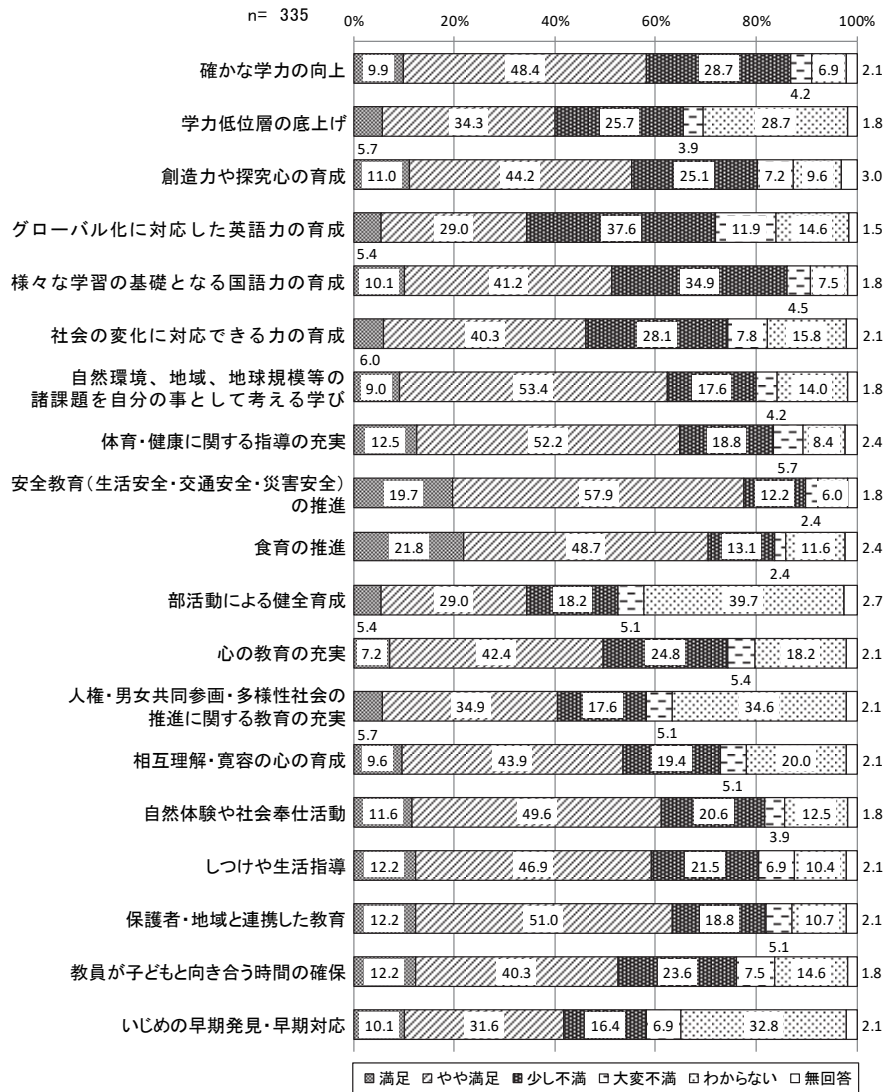 n= 335
0% 20% 40% 60% 80% 100%
確かな学力の向上 9.9 48.4 28.7 6.9 2.1
4.2
学力低位層の底上げ 34.3 25.7 28.7 1.8
5.7 3.9
創造力や探究心の育成 11.0 44.2 25.1 7.2 9.6 3.0
グローバル化に対応した英語力の育成 29.0 37.6 11.9 14.6 1.5
5.4
様々な学習の基礎となる国語力の育成 10.1 41.2 34.9 7.5 1.8
4.5
社会の変化に対応できる力の育成 40.3 28.1 7.8 15.8 2.1
6.0
自然環境、地域、地球規模等の
諸課題を自分の事として考える学び 9.0 53.4 17.6 14.0 1.8
4.2
体育・健康に関する指導の充実 12.5 52.2 18.8 8.4 2.4
5.7
安全教育(生活安全・交通安全・災害安全)
の推進 19.7 57.9 12.2 6.0 1.8
2.4
食育の推進 21.8 48.7 13.1 11.6 2.4
2.4
部活動による健全育成 29.0 18.2 39.7 2.7
5.4 5.1
心の教育の充実 7.2 42.4 24.8 18.2 2.1
5.4
人権・男女共同参画・多様性社会の
推進に関する教育の充実 34.9 17.6 34.6 2.1
5.7 5.1
相互理解・寛容の心の育成 9.6 43.9 19.4 20.0 2.1
5.1
自然体験や社会奉仕活動 11.6 49.6 20.6 12.5 1.8
3.9
しつけや生活指導 12.2 46.9 21.5 6.9 10.4 2.1
保護者・地域と連携した教育 12.2 51.0 18.8 10.7 2.1
5.1
教員が子どもと向き合う時間の確保 12.2 40.3 23.6 7.5 14.6 1.8
いじめの早期発見・早期対応 10.1 31.6 16.4 6.9 32.8 2.1
満足 やや満足 少し不満 大変不満 わからない 無回答